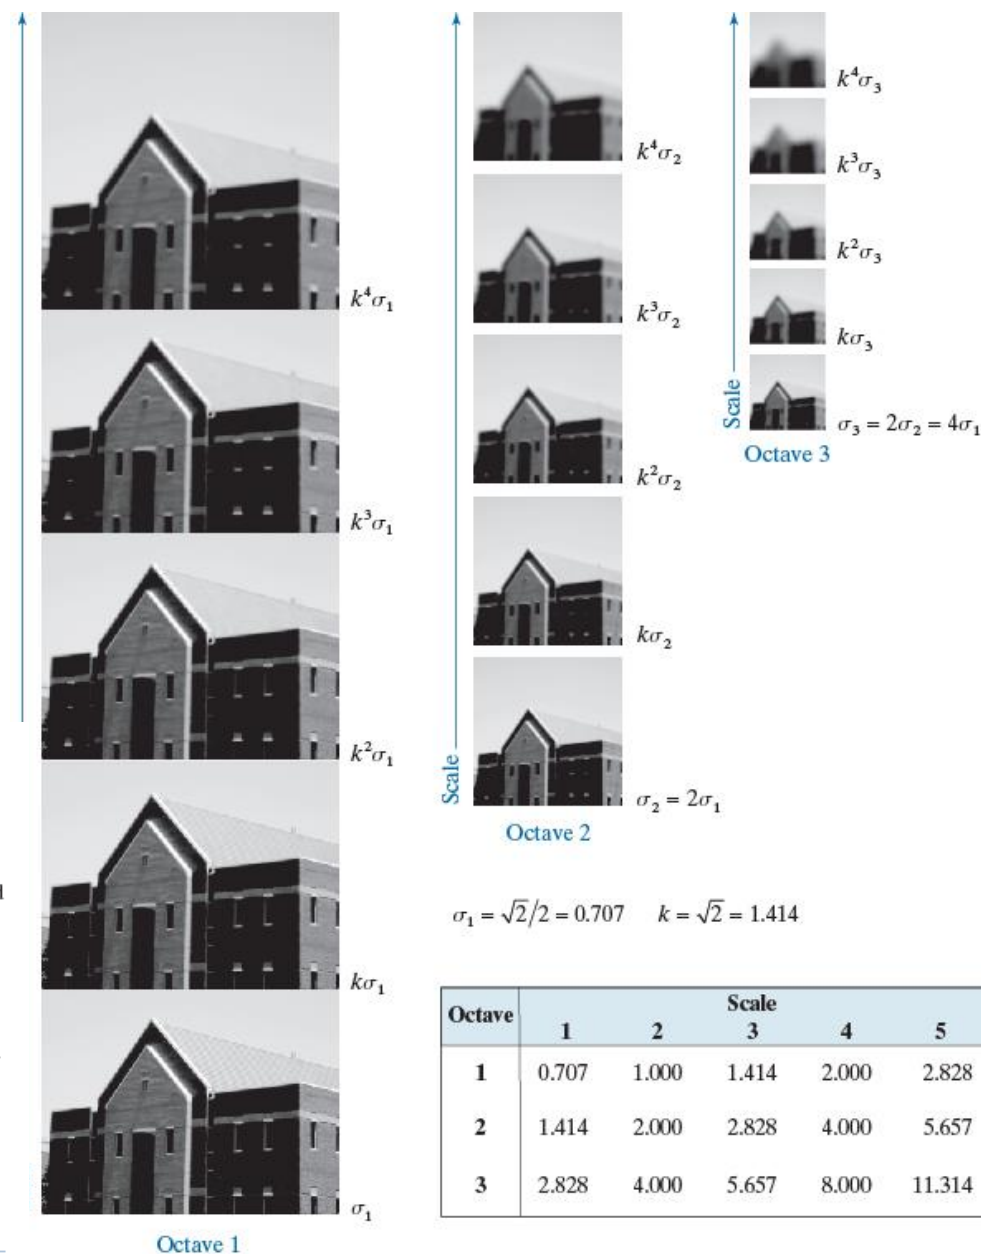 k⁴σ₁
k³σ₁
k²σ₁
kσ₁
σ₁
Octave 1
Scale
k⁴σ₂
k³σ₂
k²σ₂
kσ₂
σ₂ = 2σ₁
Octave 2
Scale
k⁴σ₃
k³σ₃
k²σ₃
kσ₃
σ₃ = 2σ₂ = 4σ₁
Octave 3
σ₁ = √2/2 = 0.707 k = √2 = 1.414
Octave Scale
1 2 3 4 5
1 0.707 1.000 1.414 2.000 2.828
2 1.414 2.000 2.828 4.000 5.657
3 2.828 4.000 5.657 8.000 11.314